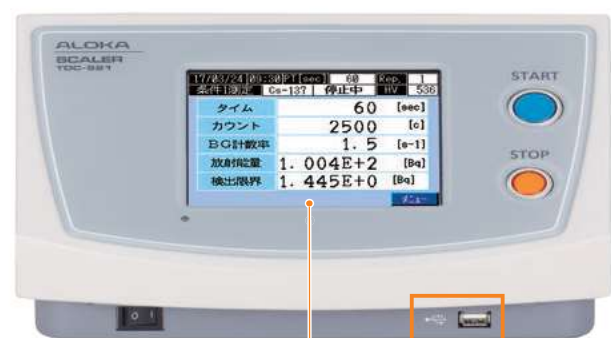 ALOKA
SCALER
TDC-521
17/03/24 09:30 PT[sec] 60 Rep. 1
条件1測定 Cs-137 停止中 HV 536
タイム 60 [sec]
カウント 2500 [c]
BG計数率 1. 5 [s-1]
放射能量 1. 004E+2 [Bq]
検出限界 1. 445E+0 [Bq]
メニュー
START
STOP
O I